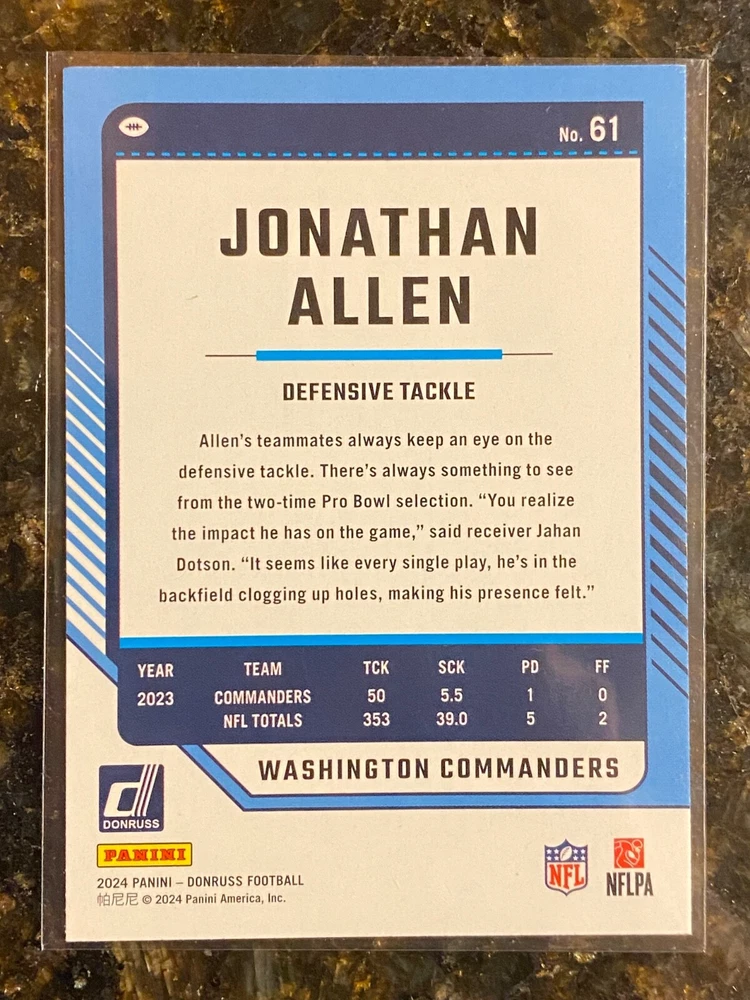 No. 61
JONATHAN
ALLEN
DEFENSIVE TACKLE
Allen's teammates always keep an eye on the
defensive tackle. There's always something to see
from the two-time Pro Bowl selection. “You realize
the impact he has on the game,” said receiver Jahan
Dotson. “It seems like every single play, he's in the
backfield clogging up holes, making his presence felt.”
YEAR TEAM TCK SCK PD FF
2023 COMMANDERS 50 5.5 1 0
NFL TOTALS 353 39.0 5 2
WASHINGTON COMMANDERS
d
DONRUSS
PANINI
2024 PANINI – DONRUSS FOOTBALL
帕尼尼 © 2024 Panini America, Inc.
NFL
NFLPA